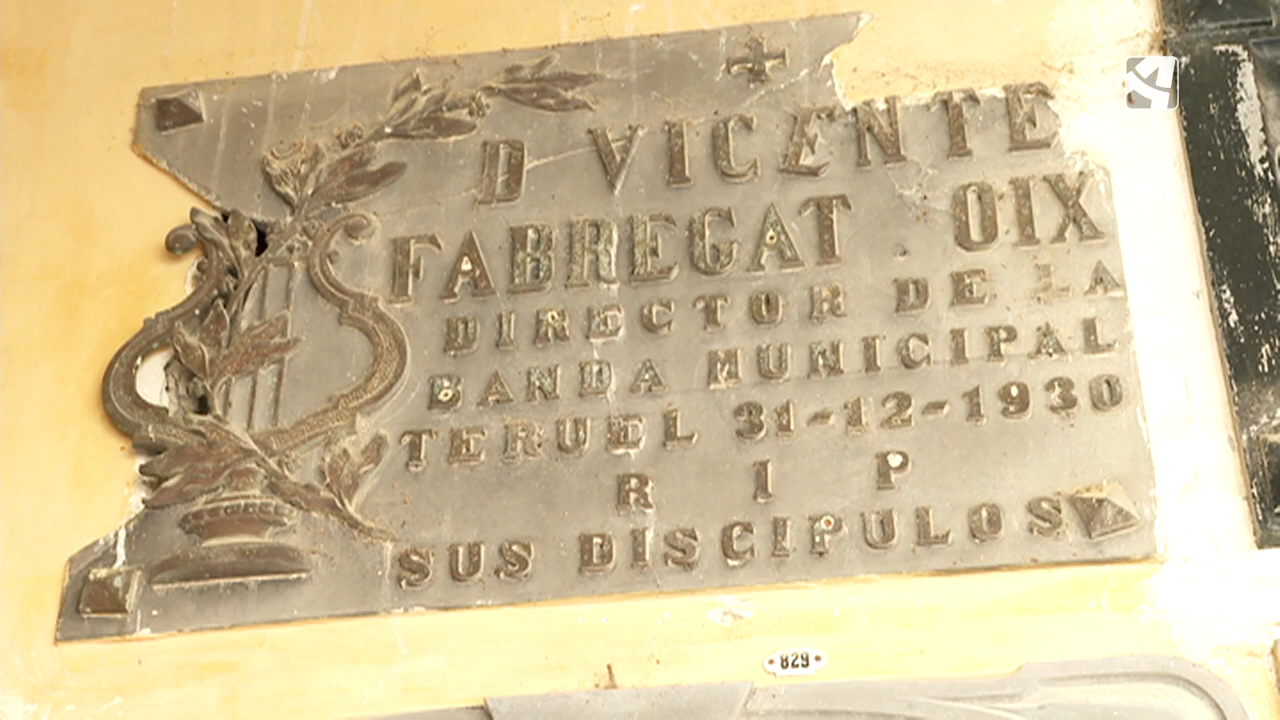 D VICENTE
FABREGAT . OIX
DIRECTOR DE LA
BANDA MUNICIPAL
TERUEL 31-12-1930
R I P
SUS DISCIPULOS
829